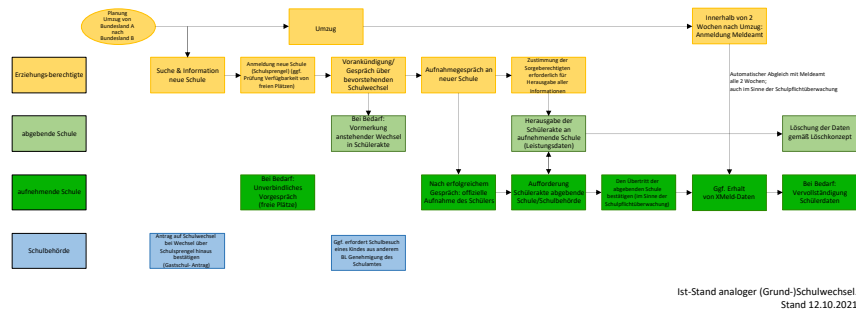 Planung
Umzug von
Bundesland A
nach
Bundesland B
Umzug
Innerhalb von 2
Wochen nach Umzug:
Anmeldung Meldeamt
Erziehungs-berechtigte
Suche & Information
neue Schule
Anmeldung neue Schule
(Schulsprengel) (ggf.
Prüfung Verfügbarkeit von
freien Plätzen)
Vorankündigung/
Gespräch über
bevorstehenden
Schulwechsel
Aufnahmegespräch an
neuer Schule
Zustimmung der
Sorgeberechtigten
erforderlich für
Herausgabe aller
Informationen
Automatischer Abgleich mit Meldeamt
alle 2 Wochen;
auch im Sinne der Schulpflichtüberwachung
abgebende Schule
Bei Bedarf:
Vormerkung
anstehender Wechsel
in Schülerakte
Herausgabe der
Schülerakte an
aufnehmende Schule
(Leistungsdaten)
Löschung der Daten
gemäß Löschkonzept
aufnehmende Schule
Bei Bedarf:
Unverbindliches
Vorgespräch
(freie Plätze)
Nach erfolgreichem
Gespräch: offizielle
Aufnahme des Schülers
Aufforderung
Schülerakte abgebende
Schule/Schulbehörde
Den Übertritt der
abgebenden Schule
bestätigen (im Sinne der
Schulpflichtüberwachung)
Ggf. Erhalt
von XMeld-Daten
Bei Bedarf:
Vervollständigung
Schülerdaten
Schulbehörde
Antrag auf Schulwechsel
bei Wechsel über
Schulsprengel hinaus
bestätigen
(Gastschul- Antrag)
Ggf. erfordert Schulbesuch
eines Kindes aus anderem
BL Genehmigung des
Schulamtes
Ist-Stand analoger (Grund-)Schulwechsel.
Stand 12.10.2021